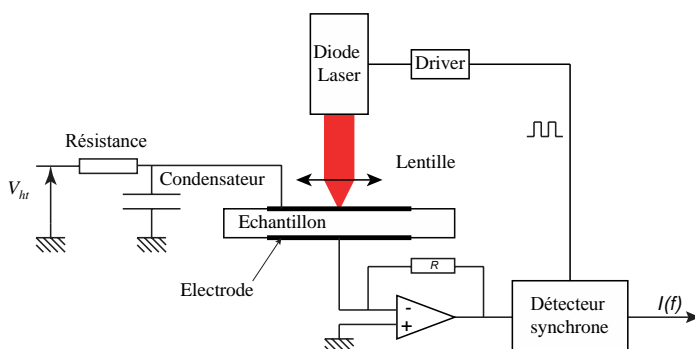 Diode
Laser
Driver
Résistance
Lentille
Condensateur
V_ht
Echantillon
Electrode
R
-
+
Détecteur
synchrone
I(f)